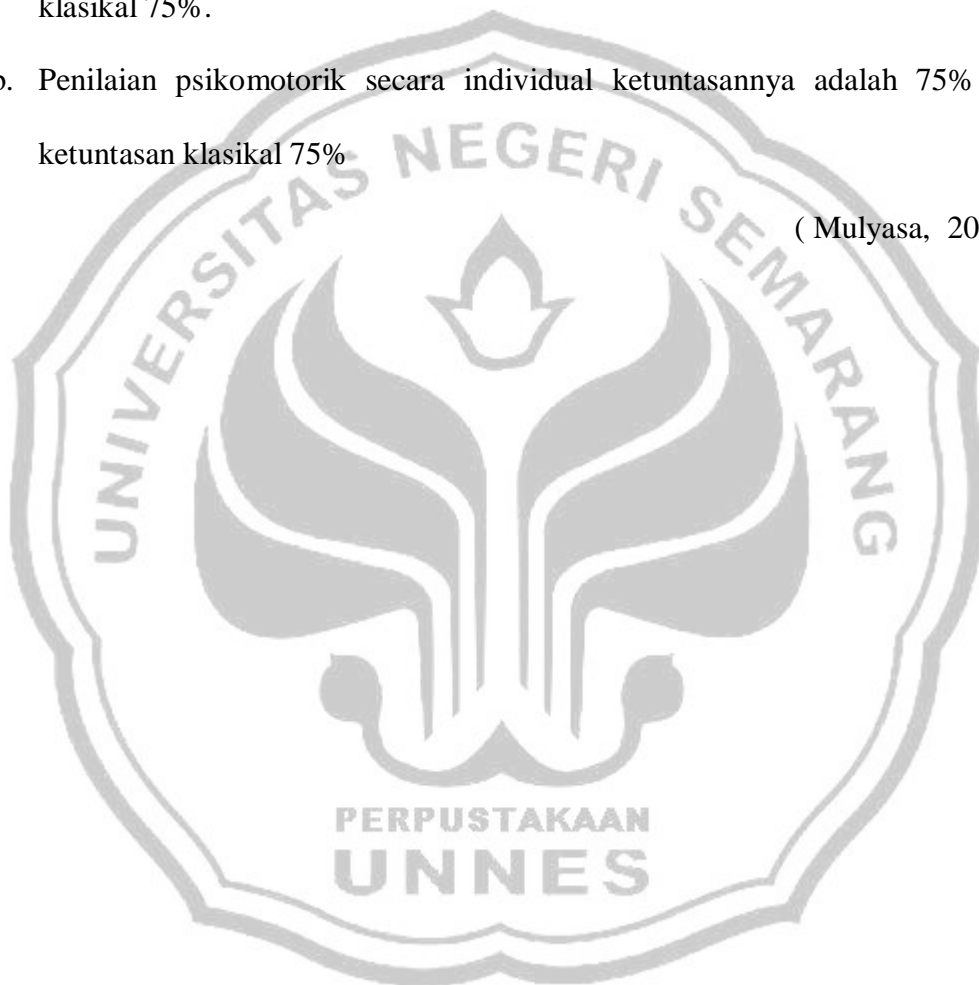 klasikal 75%.
b. Penilaian psikomotorik secara individual ketuntasannya adalah 75%
ketuntasan klasikal 75%
( Mulyasa, 20
UNIVERSITAS NEGERI SEMARANG
PERPUSTAKAAN
UNNES